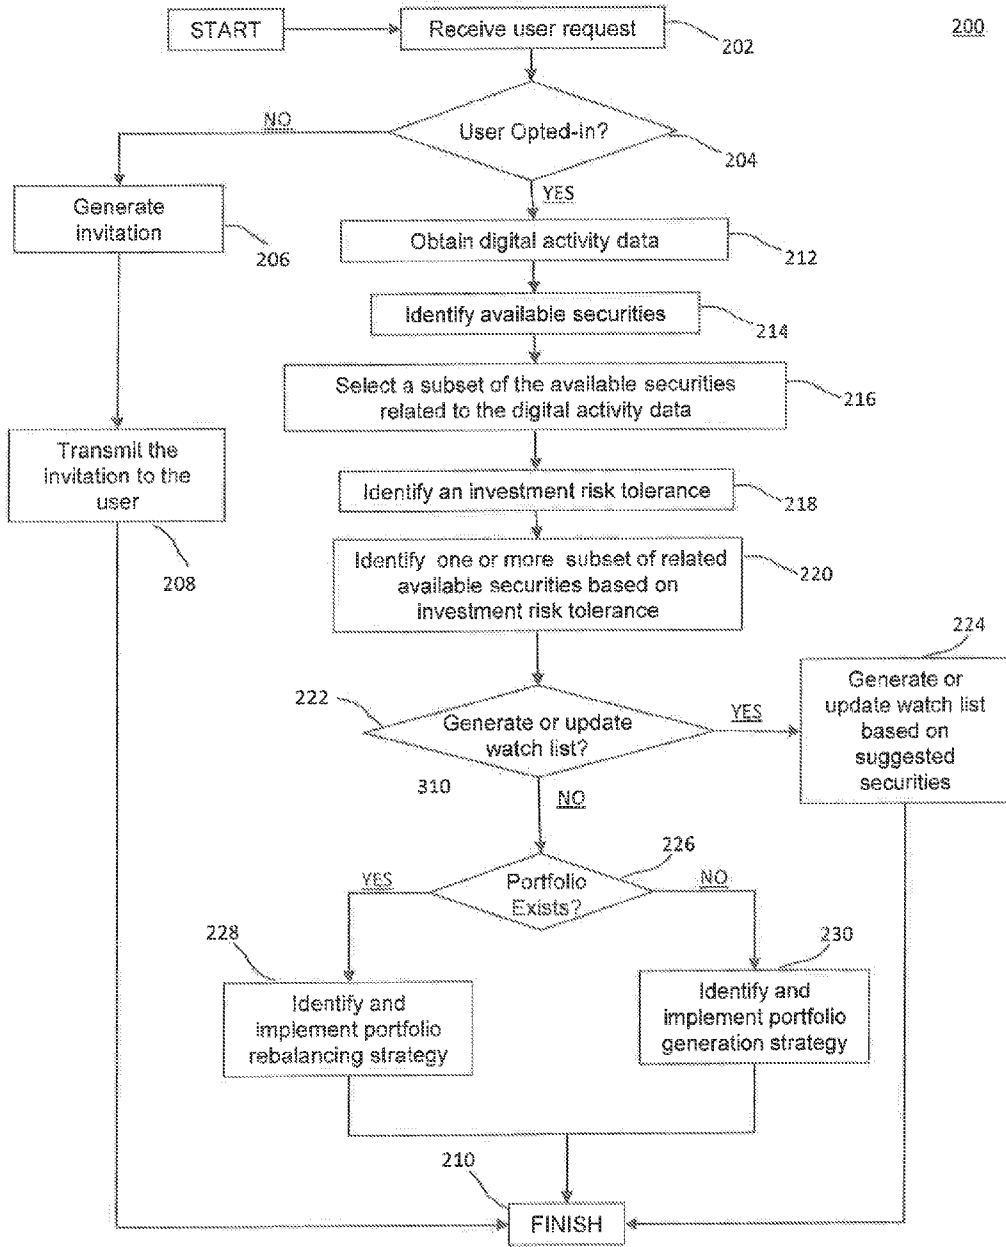 START
Receive user request
200
202
User Opted-In?
NO
204
YES
Generate
invitation
206
Obtain digital activity data
212
Identify available securities
214
Select a subset of the available securities
related to the digital activity data
216
Transmit the
invitation to the
user
208
Identify an investment risk tolerance
218
Identify one or more subset of related
available securities based on
investment risk tolerance
220
222
Generate or update
watch list?
YES
224
Generate or
update watch list
based on
suggested
securities
310
NO
226
Portfolio
Exists?
YES
NO
228
Identify and
implement portfolio
rebalancing strategy
230
Identify and
implement portfolio
generation strategy
210
FINISH